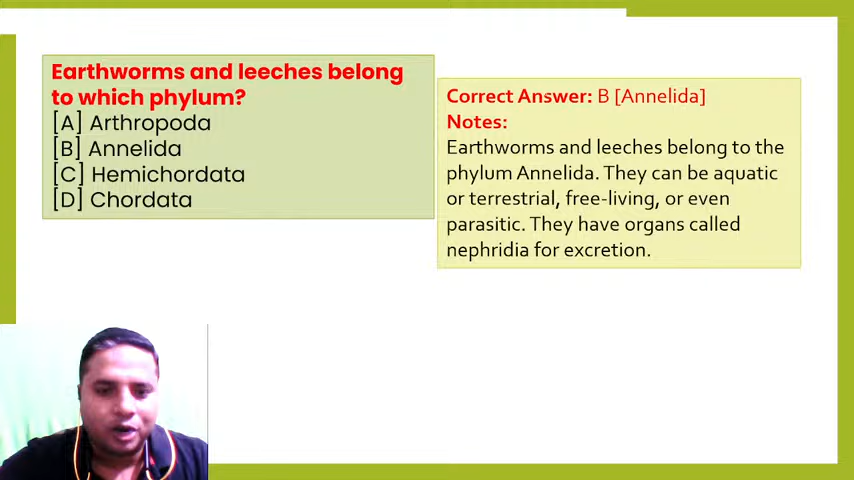 Earthworms and leeches belong
to which phylum?
[A] Arthropoda
[B] Annelida
[C] Hemichordata
[D] Chordata
Correct Answer: B [Annelida]
Notes:
Earthworms and leeches belong to the
phylum Annelida. They can be aquatic
or terrestrial, free-living, or even
parasitic. They have organs called
nephridia for excretion.